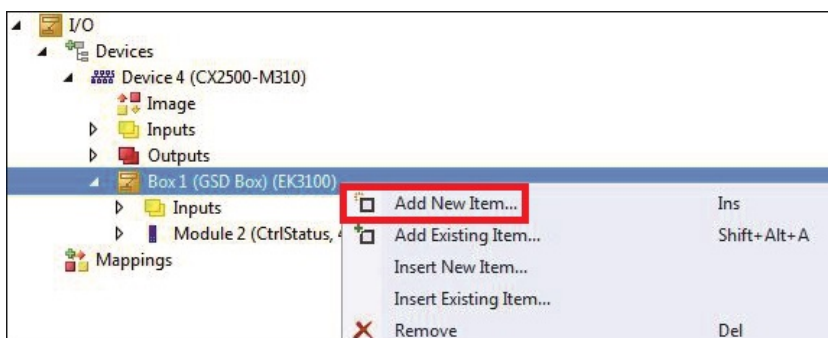 I/O
Devices
Device 4 (CX2500-M310)
Image
Inputs
Outputs
Box 1 (GSD Box) (EK3100)
Inputs
Module 2 (CtrlStatus,
Mappings
Add New Item... Ins
Add Existing Item... Shift+Alt+A
Insert New Item...
Insert Existing Item...
Remove Del